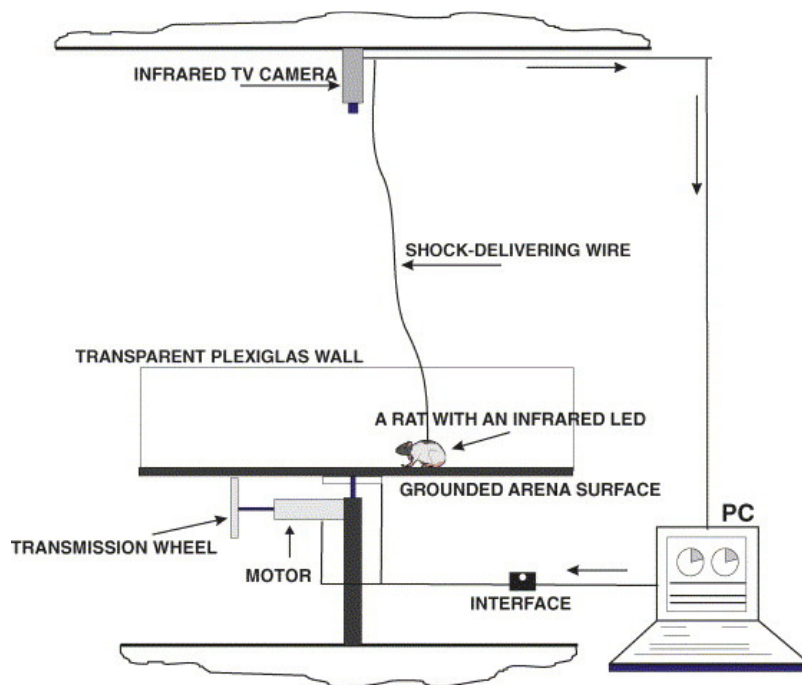 INFRARED TV CAMERA
SHOCK-DELIVERING WIRE
TRANSPARENT PLEXIGLAS WALL
A RAT WITH AN INFRARED LED
GROUNDED ARENA SURFACE
PC
TRANSMISSION WHEEL
MOTOR
INTERFACE